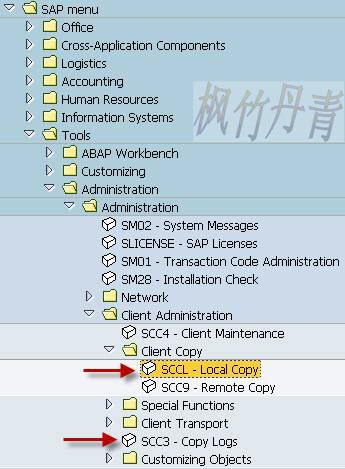 SAP menu
Office
Cross-Application Components
Logistics
Accounting
Human Resources
Information Systems
Tools
ABAP Workbench
Customizing
Administration
Administration
SM02 - System Messages
SLICENSE - SAP Licenses
SM01 - Transaction Code Administration
SM28 - Installation Check
Network
Client Administration
SCC4 - Client Maintenance
Client Copy
SCCL - Local Copy
SCC9 - Remote Copy
Special Functions
Client Transport
SCC3 - Copy Logs
Customizing Objects
枫竹丹青